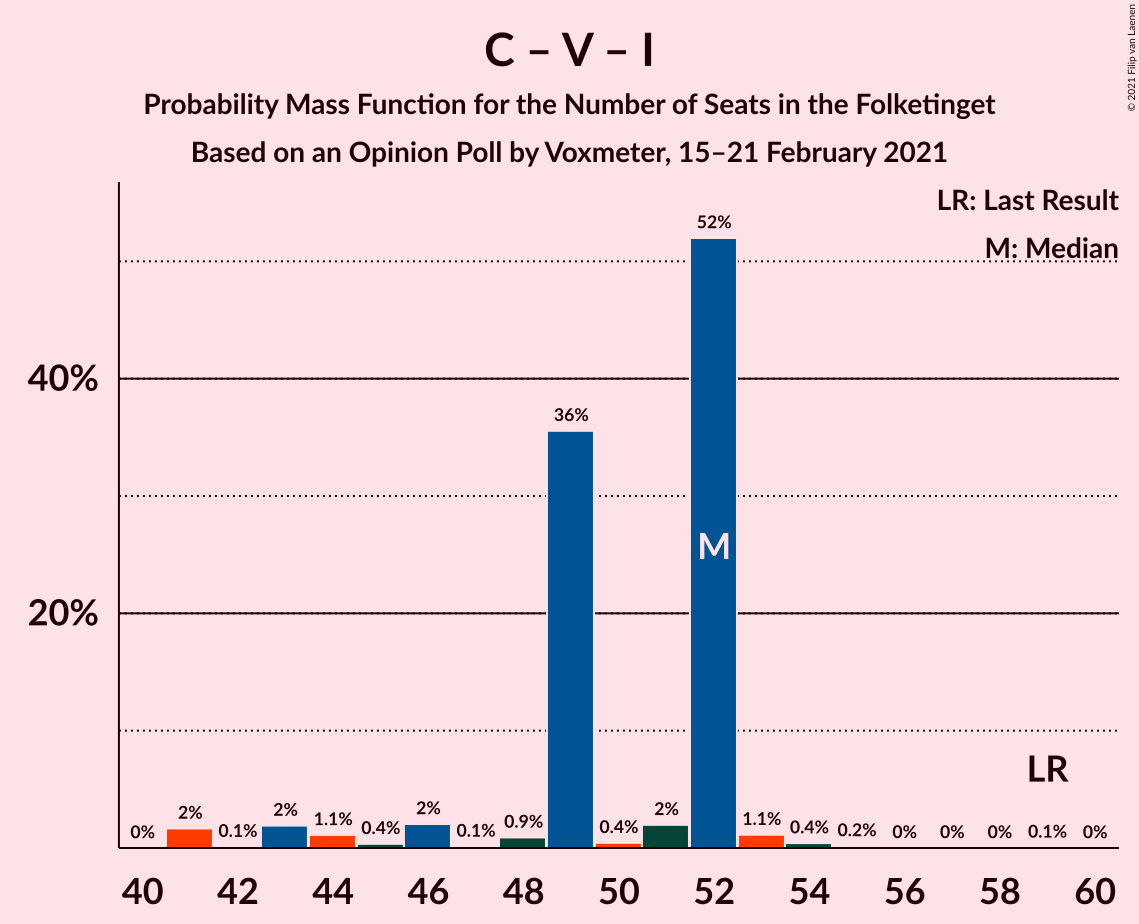 C – V – I
Probability Mass Function for the Number of Seats in the Folketinget
Based on an Opinion Poll by Voxmeter, 15–21 February 2021
© 2021 Filip van Laenen
LR: Last Result
M: Median
40%
20%
0%
2%
0.1%
2%
1.1%
0.4%
2%
0.1%
0.9%
36%
0.4%
2%
52%
1.1%
0.4%
0.2%
0%
0%
0%
0.1%
0%
M
LR
40 42 44 46 48 50 52 54 56 58 60